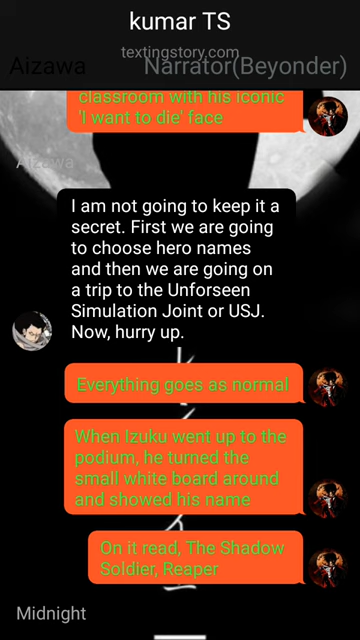 kumar TS
textingstory.com
Aizawa
Narrator(Beyonder)
classroom with his iconic
'I want to die' face
Aizawa
I am not going to keep it a
secret. First we are going
to choose hero names
and then we are going on
a trip to the Unforseen
Simulation Joint or USJ.
Now, hurry up.
Everything goes as normal
When Izuku went up to the
podium, he turned the
small white board around
and showed his name
On it read, The Shadow
Soldier, Reaper
Midnight